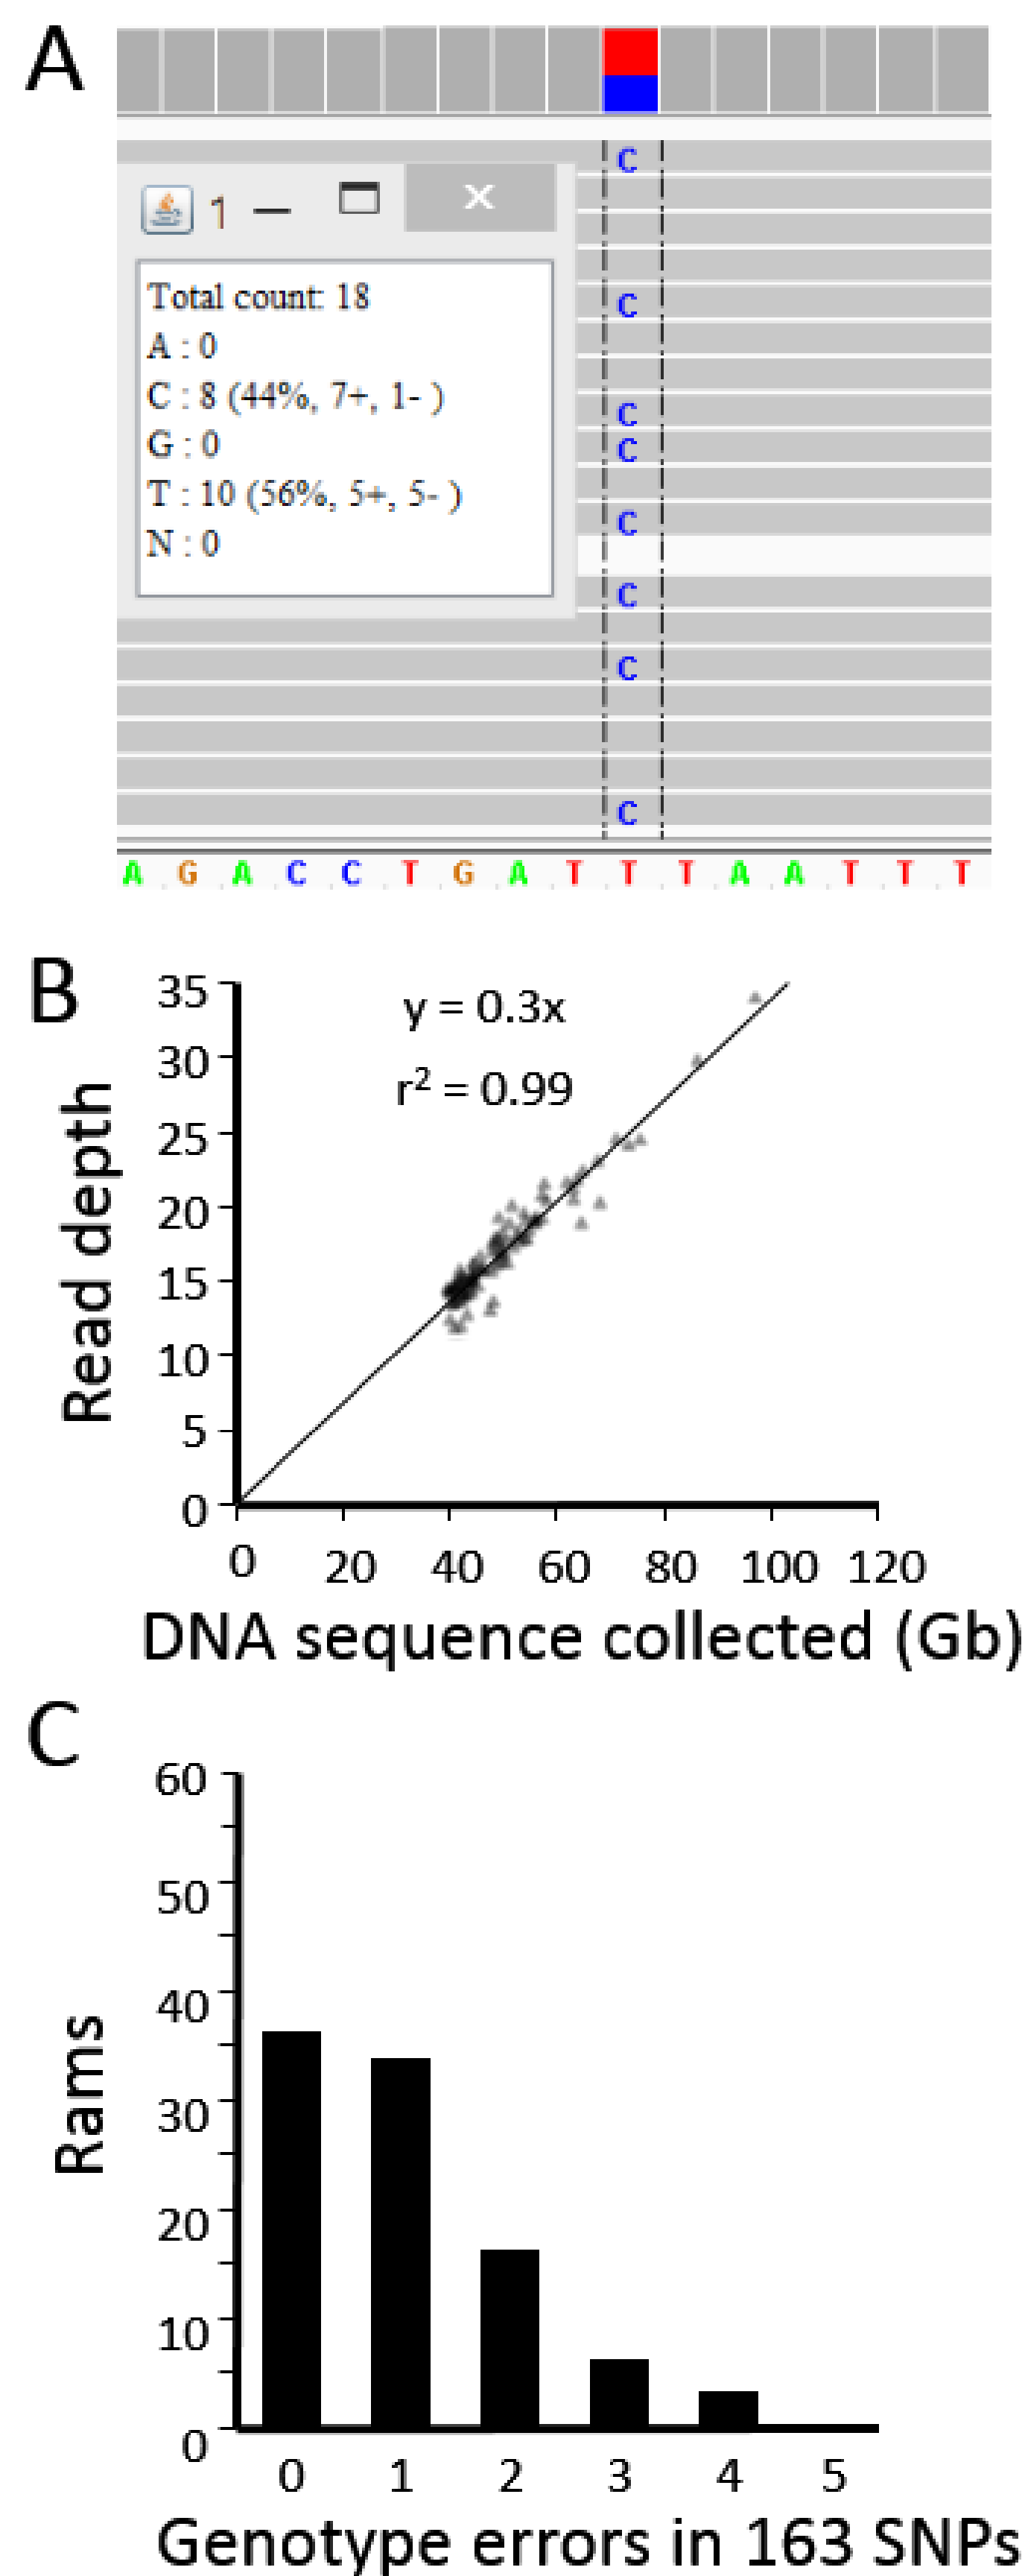 A
C
1
x
Total count: 18
A : 0
C
C : 8 (44%, 7+, 1- )
C
G : 0
C
T : 10 (56%, 5+, 5- )
C
N : 0
C
C
C
A G A C C T G A T T T A A T T T
B
35
30
25
20
15
10
5
0
y = 0.3x
r² = 0.99
Read depth
0 20 40 60 80 100 120
DNA sequence collected (Gb)
C
60
50
40
30
20
10
0
Rams
0 1 2 3 4 5
Genotype errors in 163 SNPs